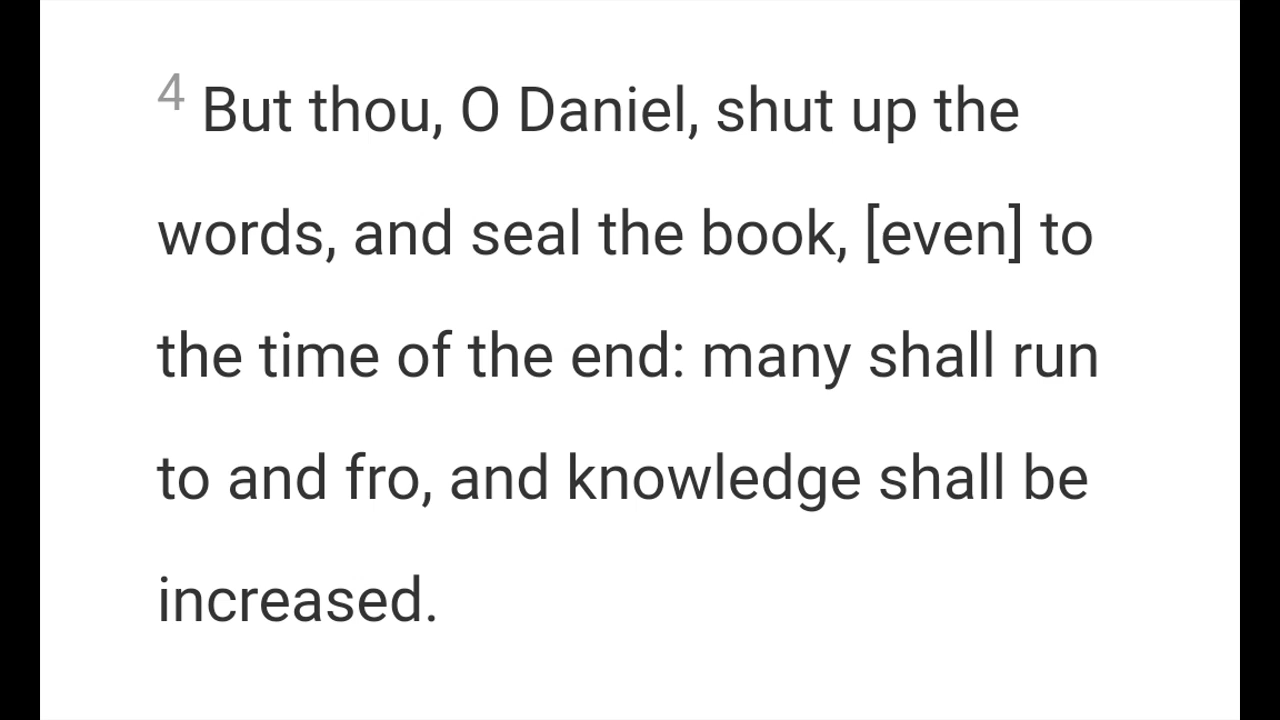 4 But thou, O Daniel, shut up the
words, and seal the book, [even] to
the time of the end: many shall run
to and fro, and knowledge shall be
increased.